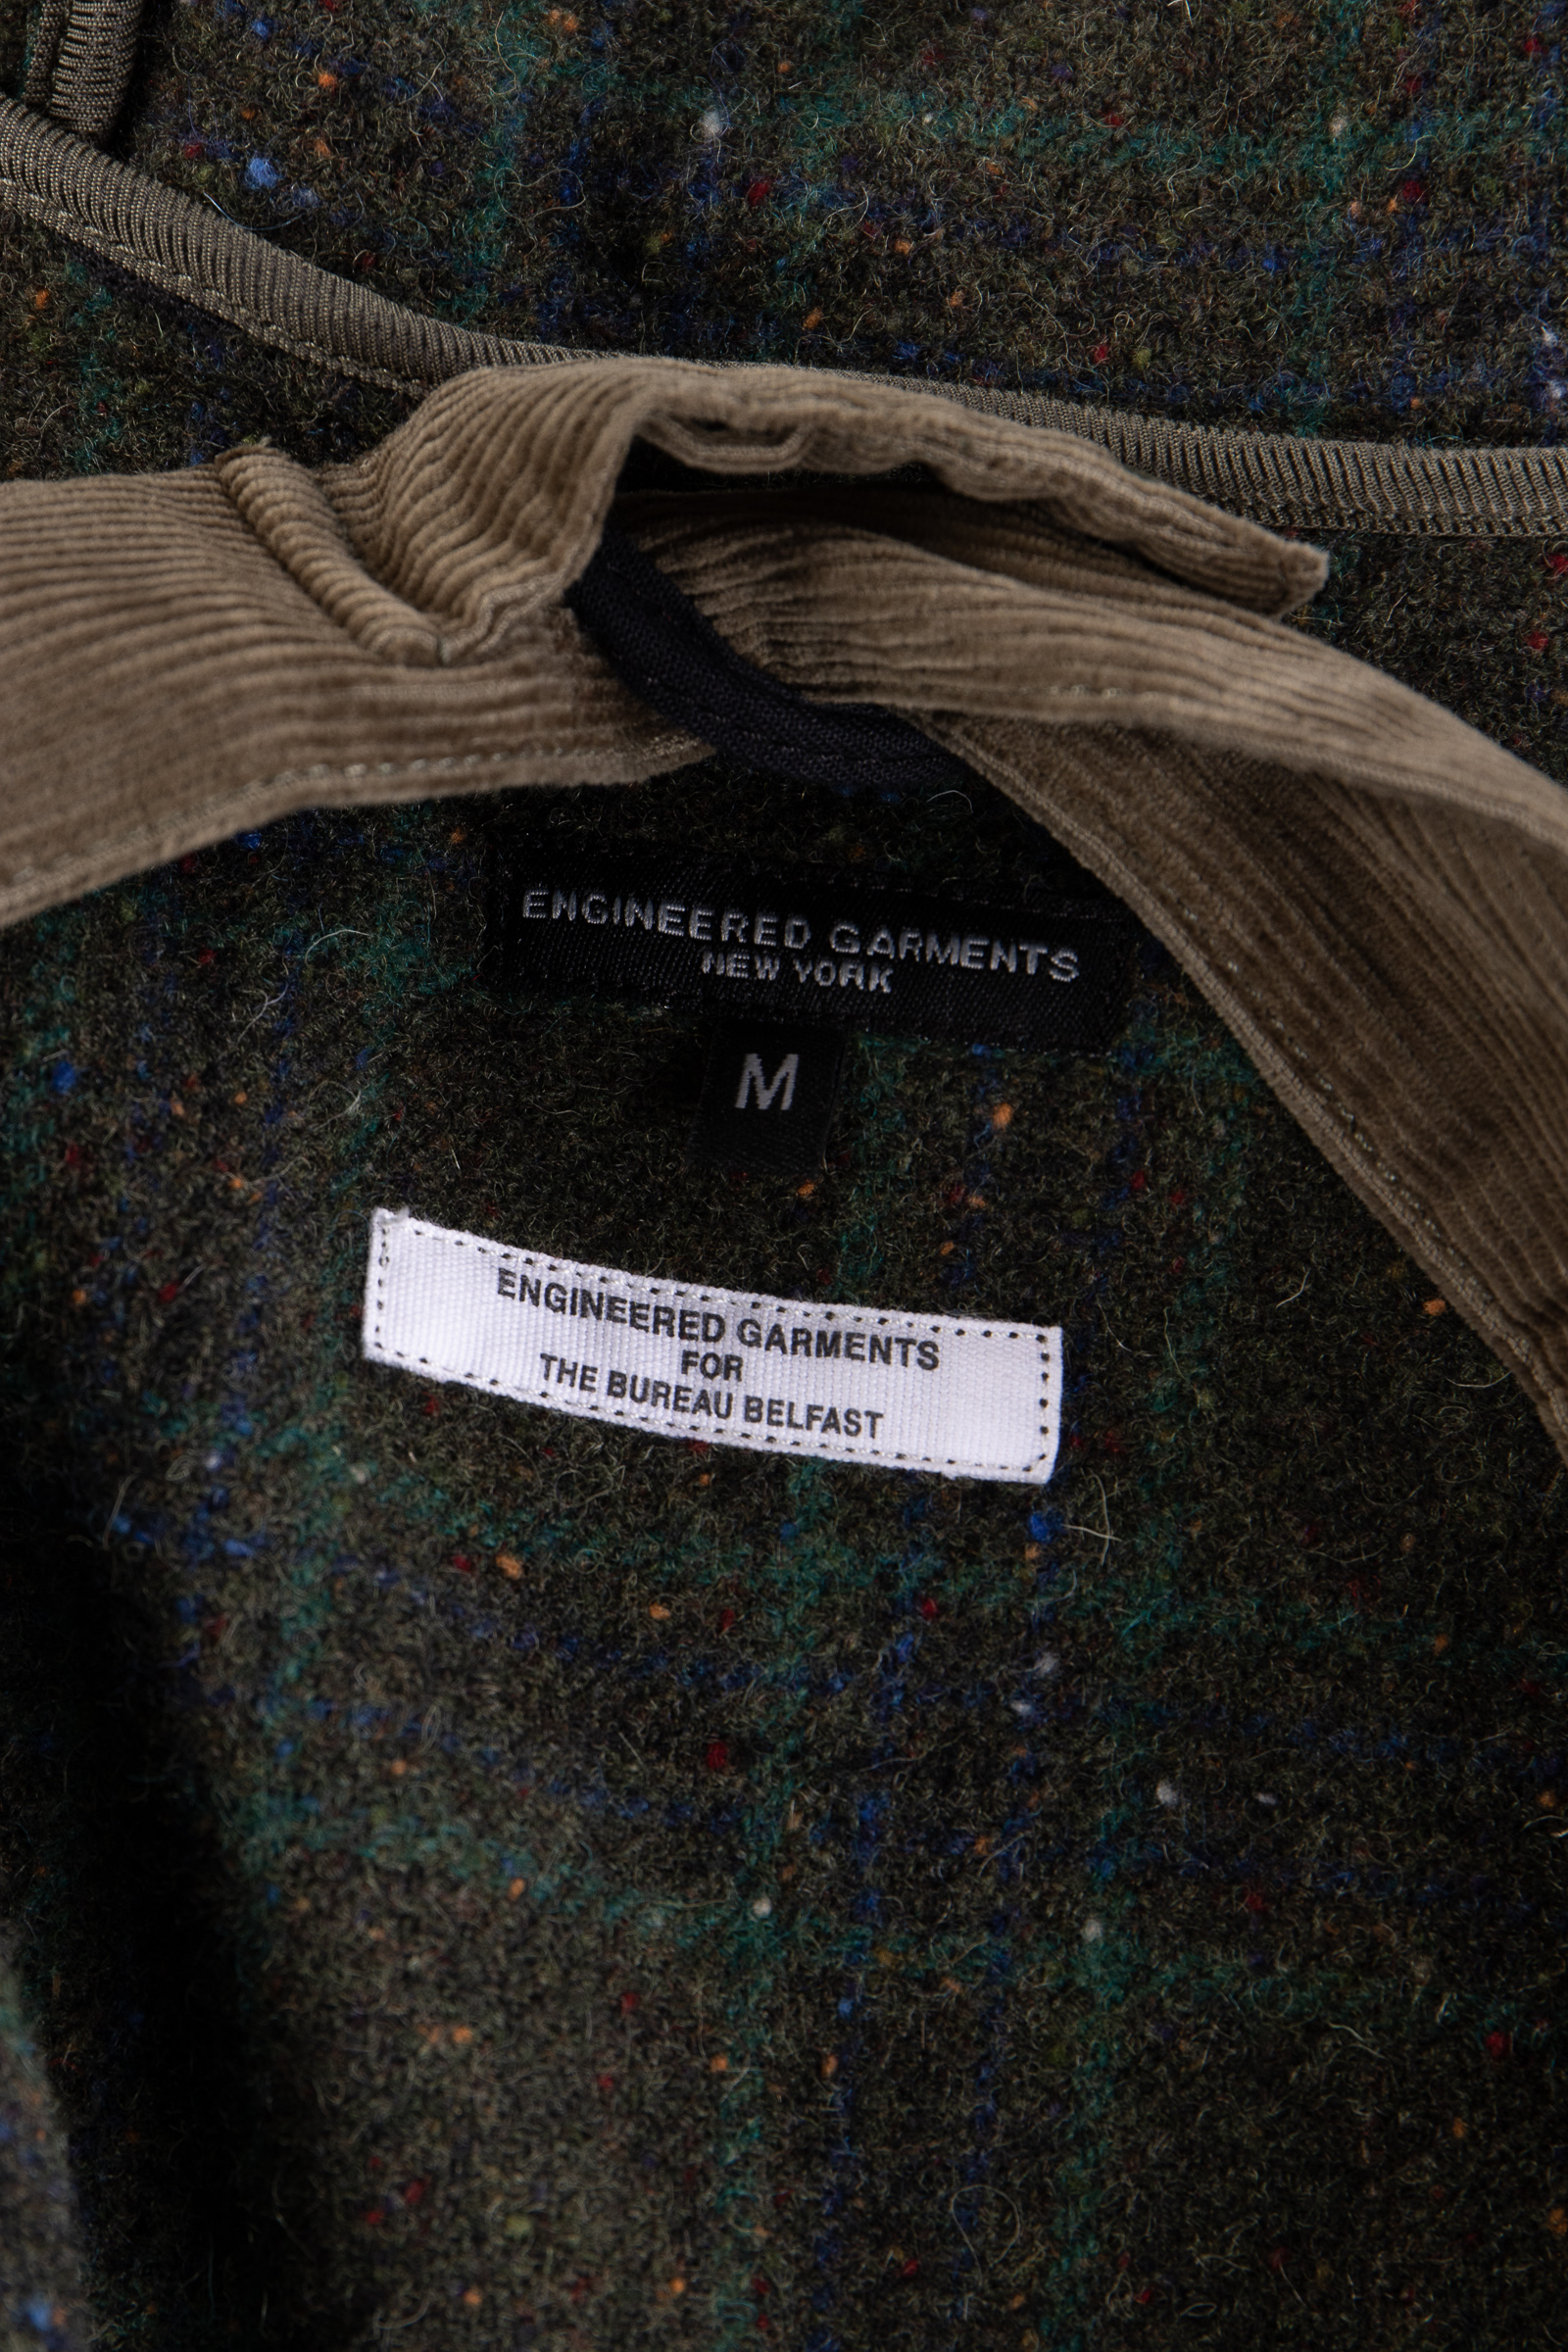 ENGINEERED GARMENTS
NEW YORK
M
ENGINEERED GARMENTS
FOR
THE BUREAU BELFAST